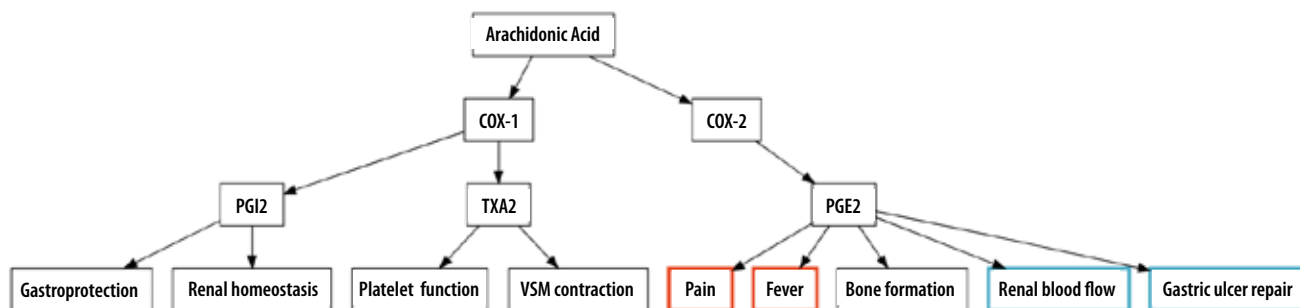 Arachidonic Acid
COX-1
COX-2
PGI2
TXA2
PGE2
Gastroprotection
Renal homeostasis
Platelet function
VSM contraction
Pain
Fever
Bone formation
Renal blood flow
Gastric ulcer repair